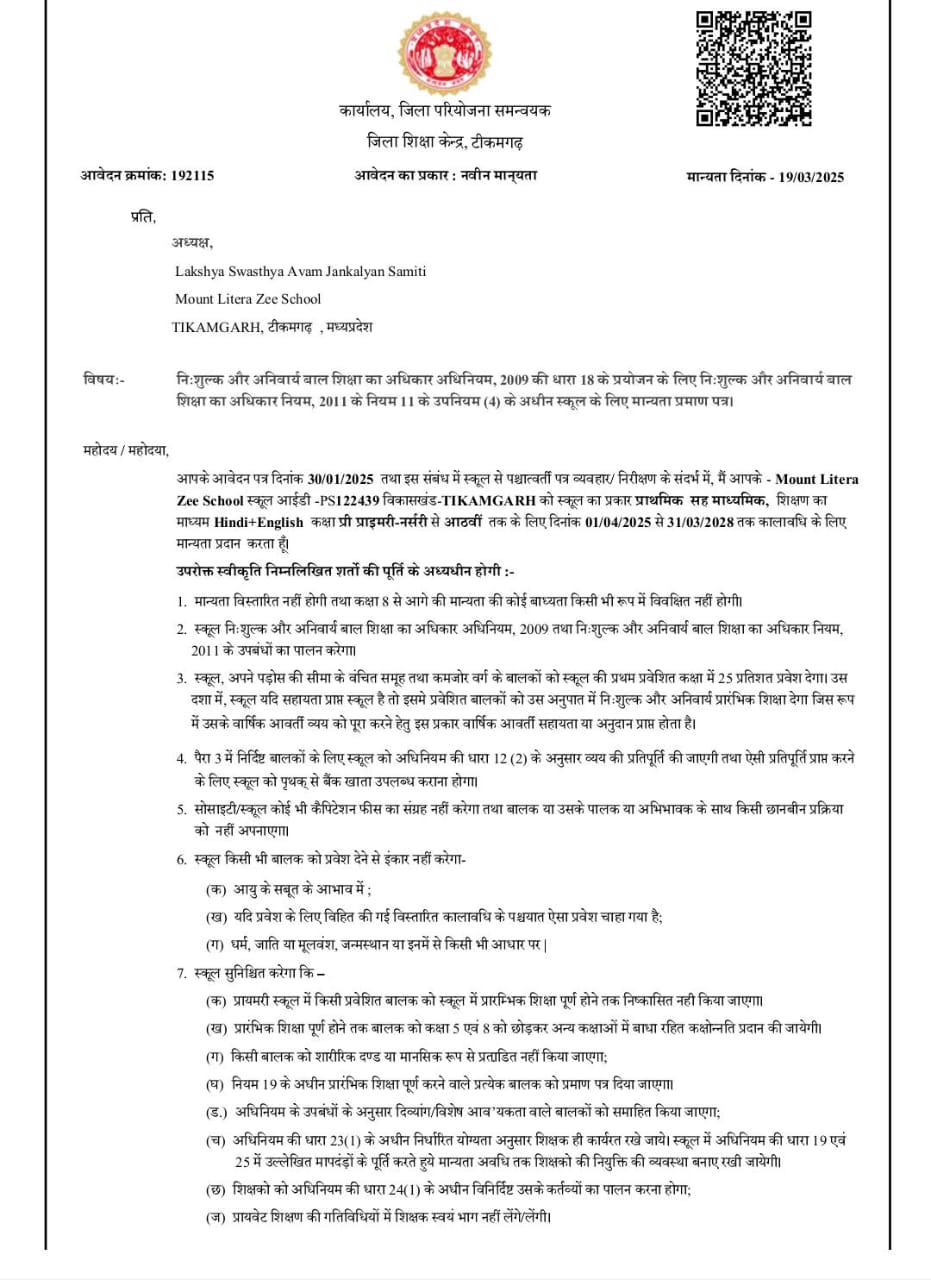 कार्यालय, जिला परियोजना समन्वयक
जिला शिक्षा केन्द्र, टीकमगढ़
आवेदन क्रमांक: 192115 आवेदन का प्रकार : नवीन मान्यता मान्यता दिनांक - 19/03/2025
प्रति,
अध्यक्ष,
Lakshya Swasthya Avam Jankalyan Samiti
Mount Litera Zee School
TIKAMGARH, टीकमगढ़ , मध्यप्रदेश
विषय:- नि:शुल्क और अनिवार्य बाल शिक्षा का अधिकार अधिनियम, 2009 की धारा 18 के प्रयोजन के लिए नि:शुल्क और अनिवार्य बाल
शिक्षा का अधिकार नियम, 2011 के नियम 11 के उपनियम (4) के अधीन स्कूल के लिए मान्यता प्रमाण पत्र।
महोदय / महोदया,
आपके आवेदन पत्र दिनांक 30/01/2025 तथा इस संबंध में स्कूल से पश्चात्वर्ती पत्र व्यवहार/ निरीक्षण के संदर्भ में, मैं आपके - Mount Litera
Zee School स्कूल आईडी -PS122439 विकासखंड-TIKAMGARH को स्कूल का प्रकार प्राथमिक सह माध्यमिक, शिक्षण का
माध्यम Hindi+English कक्षा प्री प्राइमरी-नर्सरी से आठवीं तक के लिए दिनांक 01/04/2025 से 31/03/2028 तक कालावधि के लिए
मान्यता प्रदान करता हूँ।
उपरोक्त स्वीकृति निम्नलिखित शर्तो की पूर्ति के अध्यधीन होगी :-
1. मान्यता विस्तारित नहीं होगी तथा कक्षा 8 से आगे की मान्यता की कोई बाध्यता किसी भी रूप में विवक्षित नहीं होगी।
2. स्कूल नि:शुल्क और अनिवार्य बाल शिक्षा का अधिकार अधिनियम, 2009 तथा नि:शुल्क और अनिवार्य बाल शिक्षा का अधिकार नियम,
2011 के उपबंधों का पालन करेगा।
3. स्कूल, अपने पड़ोस की सीमा के वंचित समूह तथा कमजोर वर्ग के बालकों को स्कूल की प्रथम प्रवेशित कक्षा में 25 प्रतिशत प्रवेश देगा। उस
दशा में, स्कूल यदि सहायता प्राप्त स्कूल है तो इसमे प्रवेशित बालकों को उस अनुपात में नि:शुल्क और अनिवार्य प्रारंभिक शिक्षा देगा जिस रूप
में उसके वार्षिक आवर्ती व्यय को पूरा करने हेतु इस प्रकार वार्षिक आवर्ती सहायता या अनुदान प्राप्त होता है।
4. पैरा 3 में निर्दिष्ट बालकों के लिए स्कूल को अधिनियम की धारा 12 (2) के अनुसार व्यय की प्रतिपूर्ति की जाएगी तथा ऐसी प्रतिपूर्ति प्राप्त करने
के लिए स्कूल को पृथक् से बैंक खाता उपलब्ध कराना होगा।
5. सोसाइटी/स्कूल कोई भी कैपिटेशन फीस का संग्रह नहीं करेगा तथा बालक या उसके पालक या अभिभावक के साथ किसी छानबीन प्रक्रिया
को नहीं अपनाएगा।
6. स्कूल किसी भी बालक को प्रवेश देने से इंकार नहीं करेगा-
(क) आयु के सबूत के आभाव में ;
(ख) यदि प्रवेश के लिए विहित की गई विस्तारित कालावधि के पश्चयात ऐसा प्रवेश चाहा गया है;
(ग) धर्म, जाति या मूलवंश, जन्मस्थान या इनमें से किसी भी आधार पर |
7. स्कूल सुनिश्चित करेगा कि –
(क) प्रायमरी स्कूल में किसी प्रवेशित बालक को स्कूल में प्रारम्भिक शिक्षा पूर्ण होने तक निष्कासित नही किया जाएगा।
(ख) प्रारंभिक शिक्षा पूर्ण होने तक बालक को कक्षा 5 एवं 8 को छोड़कर अन्य कक्षाओं में बाधा रहित कक्षोन्नति प्रदान की जायेगी।
(ग) किसी बालक को शारीरिक दण्ड या मानसिक रूप से प्रताडित नहीं किया जाएगा;
(घ) नियम 19 के अधीन प्रारंभिक शिक्षा पूर्ण करने वाले प्रत्येक बालक को प्रमाण पत्र दिया जाएगा।
(ड.) अधिनियम के उपबंधों के अनुसार दिव्यांग/विशेष आव’यकता वाले बालकों को समाहित किया जाएगा;
(च) अधिनियम की धारा 23(1) के अधीन निर्धारित योग्यता अनुसार शिक्षक ही कार्यरत रखे जाये। स्कूल में अधिनियम की धारा 19 एवं
25 में उल्लेखित मापदंड़ों के पूर्ति करते हुये मान्यता अवधि तक शिक्षकों की नियुक्ति की व्यवस्था बनाए रखी जायेगी।
(छ) शिक्षको को अधिनियम की धारा 24(1) के अधीन विनिर्दिष्ट उसके कर्तव्यों का पालन करना होगा;
(ज) प्रायवेट शिक्षण की गतिविधियों में शिक्षक स्वयं भाग नहीं लेंगे/लेंगी।